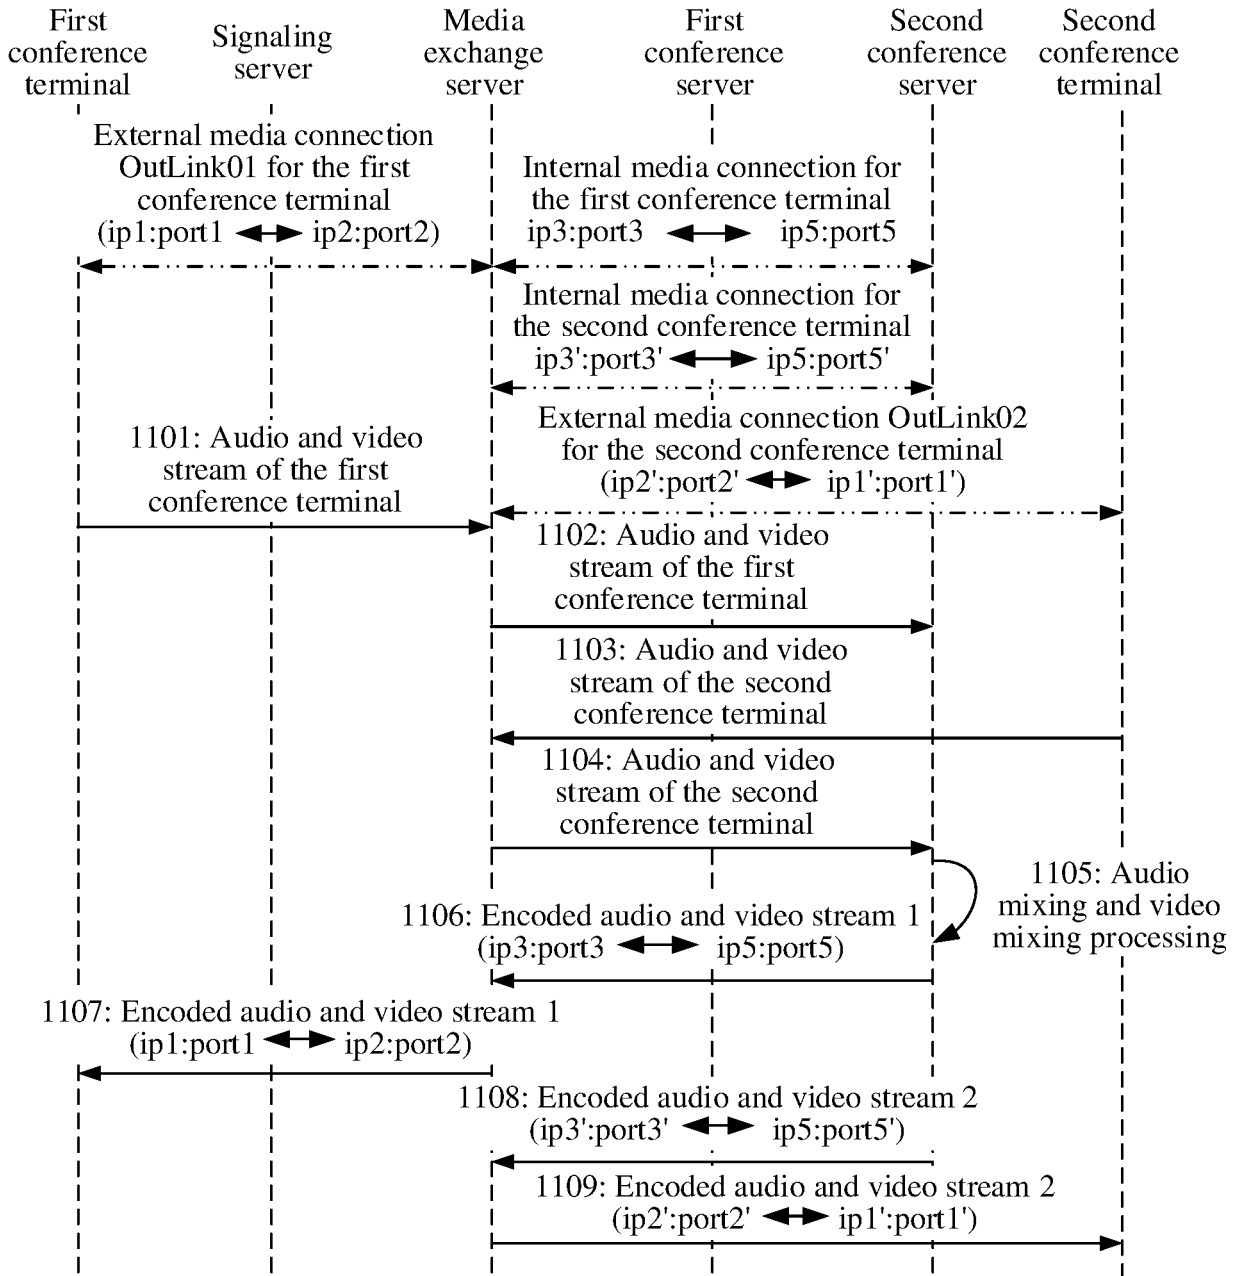 First
conference
terminal
Signaling
server
Media
exchange
server
First
conference
server
Second
conference
server
Second
conference
terminal
External media connection
OutLink01 for the first
conference terminal
(ip1:port1 ip2:port2)
Internal media connection for
the first conference terminal
ip3:port3 ip5:port5
Internal media connection for
the second conference terminal
ip3':port3' ip5:port5'
External media connection OutLink02
for the second conference terminal
(ip2':port2' ip1':port1')
1101: Audio and video
stream of the first
conference terminal
1102: Audio and video
stream of the first
conference terminal
1103: Audio and video
stream of the second
conference terminal
1104: Audio and video
stream of the second
conference terminal
1105: Audio
mixing and video
mixing processing
1106: Encoded audio and video stream 1
(ip3:port3 ip5:port5)
1107: Encoded audio and video stream 1
(ip1:port1 ip2:port2)
1108: Encoded audio and video stream 2
(ip3':port3' ip5:port5')
1109: Encoded audio and video stream 2
(ip2':port2' ip1':port1')